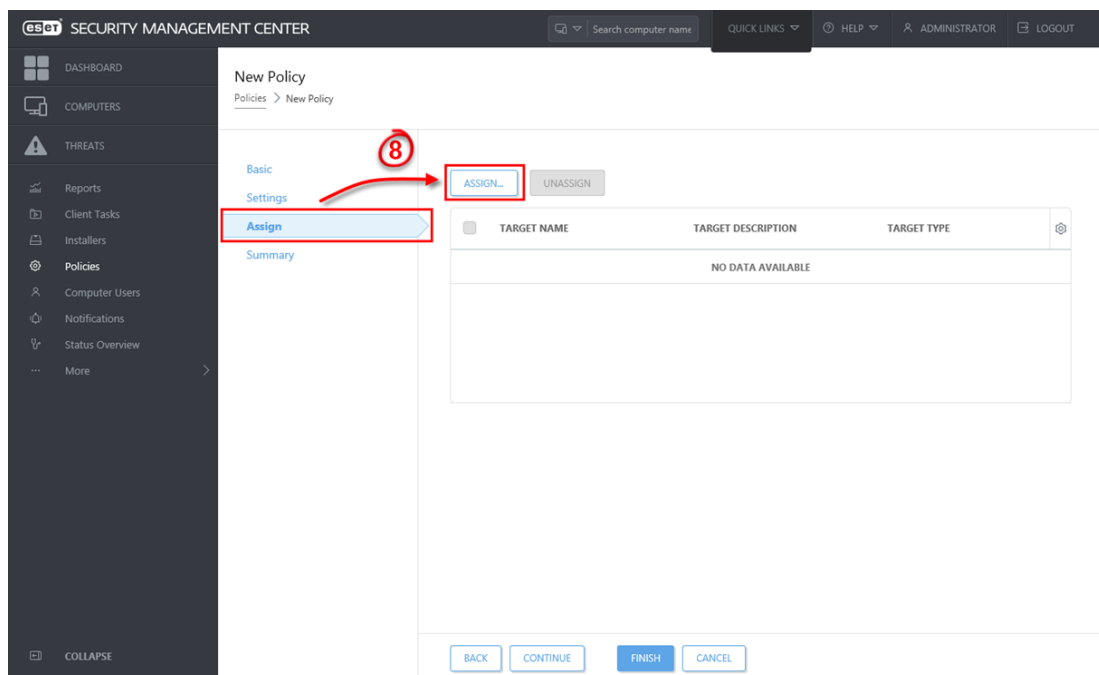 eset SECURITY MANAGEMENT CENTER
Search computer name
QUICK LINKS
HELP
ADMINISTRATOR
LOGOUT
DASHBOARD
COMPUTERS
THREATS
Reports
Client Tasks
Installers
Policies
Computer Users
Notifications
Status Overview
More
COLLAPSE
New Policy
Policies > New Policy
8
Basic
Settings
Assign
Summary
ASSIGN... UNASSIGN
TARGET NAME TARGET DESCRIPTION TARGET TYPE
NO DATA AVAILABLE
BACK CONTINUE FINISH CANCEL